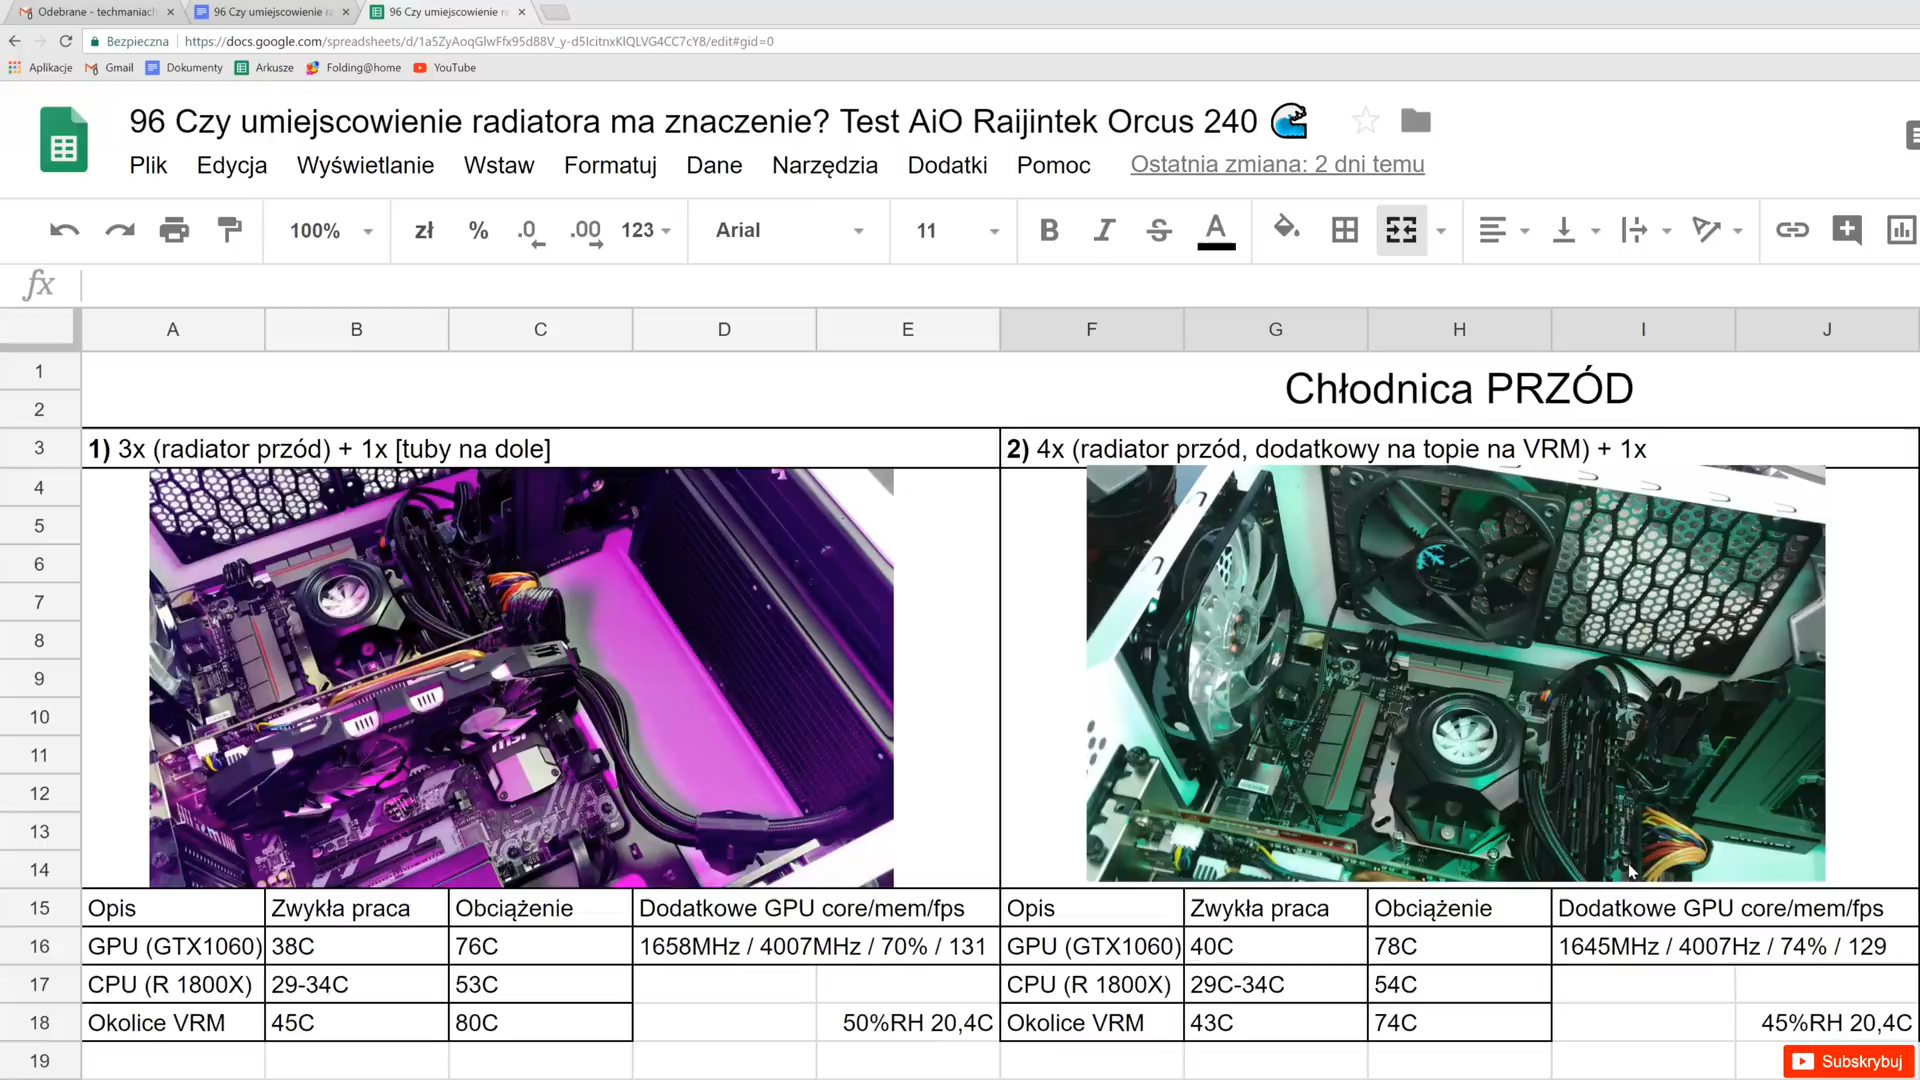 Odebrane - techmaniach
96 Czy umiejscowienie ra
96 Czy umiejscowienie ra
Bezpieczna
https://docs.google.com/spreadsheets/d/
Aplikacje Gmail Dokumenty Arkusze Folding@home YouTube
96 Czy umiejscowienie radiatora ma znaczenie? Test AiO Raijintek Orcus 240
Plik Edycja Wyświetlanie Wstaw Formatuj Dane Narzędzia Dodatki Pomoc Ostatnia zmiana: 2 dni temu
100% zł % .0 .00 123 Arial 11 B I S A
fx
A B C D E F G H I J
1
Chłodnica PRZÓD
2
3 1) 3x (radiator przód) + 1x [tuby na dole] 2) 4x (radiator przód, dodatkowy na topie na VRM) + 1x
4
5
6
7
8
9
10
11
msi
12
13
14
15 Opis Zwykła praca Obciążenie Dodatkowe GPU core/mem/fps Opis Zwykła praca Obciążenie Dodatkowe GPU core/mem/fps
16 GPU (GTX1060) 38C 76C 1658MHz / 4007MHz / 70% / 131 GPU (GTX1060) 40C 78C 1645MHz / 4007Hz / 74% / 129
17 CPU (R 1800X) 29-34C 53C CPU (R 1800X) 29C-34C 54C
18 Okolice VRM 45C 80C 50%RH 20,4C Okolice VRM 43C 74C 45%RH 20,4C
19
Subskrybuj